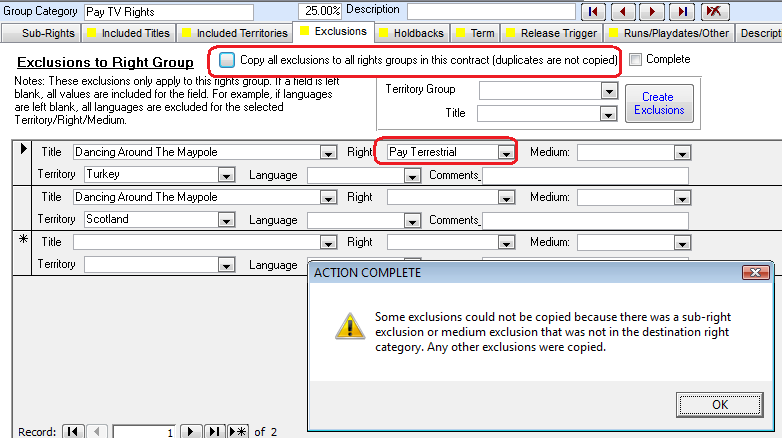 Group Category Pay TV Rights 25.00% Description
Sub-Rights Included Titles Included Territories Exclusions Holdbacks Term Release Trigger Runs/Playdates/Other Descript
Exclusions to Right Group
Copy all exclusions to all rights groups in this contract (duplicates are not copied)
Complete
Notes: These exclusions only apply to this rights group. If a field is left
blank, all values are included for the field. For example, if languages
are left blank, all languages are excluded for the selected
Territory/Right/Medium.
Territory Group
Title
Create
Exclusions
Title Dancing Around The Maypole Right Pay Terrestrial Medium:
Territory Turkey Language Comments_
Title Dancing Around The Maypole Right Medium:
Territory Scotland Language Comments_
* Title Right Medium:
Territory Language Comments_
ACTION COMPLETE
Some exclusions could not be copied because there was a sub-right
exclusion or medium exclusion that was not in the destination right
category. Any other exclusions were copied.
OK
Record: 1 of 2